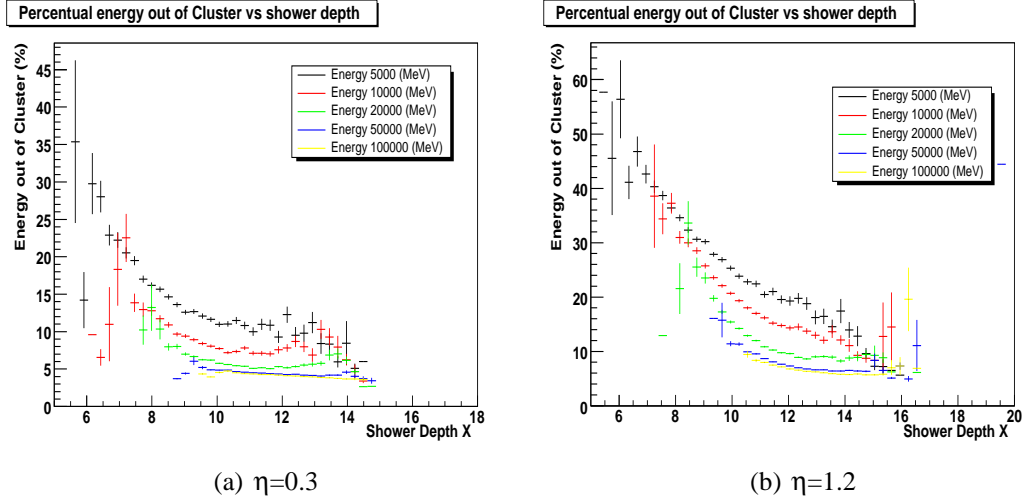 Percentual energy out of Cluster vs shower depth
Energy out of Cluster (%)
45
40
35
30
25
20
15
10
5
0
Energy 5000 (MeV)
Energy 10000 (MeV)
Energy 20000 (MeV)
Energy 50000 (MeV)
Energy 100000 (MeV)
6 8 10 12 14 16 18
Shower Depth X
(a) η=0.3
Percentual energy out of Cluster vs shower depth
Energy out of Cluster (%)
60
50
40
30
20
10
0
Energy 5000 (MeV)
Energy 10000 (MeV)
Energy 20000 (MeV)
Energy 50000 (MeV)
Energy 100000 (MeV)
6 8 10 12 14 16 18 20
Shower Depth X
(b) η=1.2